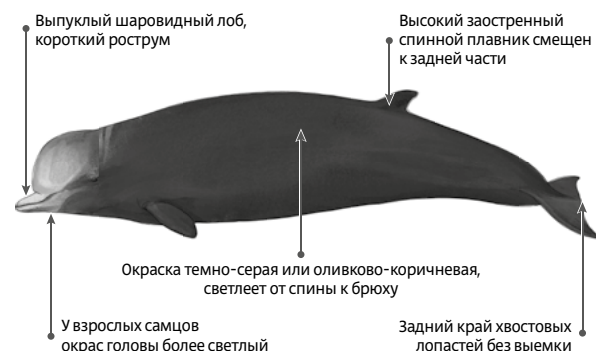 Выпуклый шаровидный лоб,
короткий рострум
Высокий заостренный
спинной плавник смещен
к задней части
Окраска темно-серая или оливково-коричневая,
светлеет от спины к брюху
У взрослых самцов
окрас головы более светлый
Задний край хвостовых
лопастей без выемки